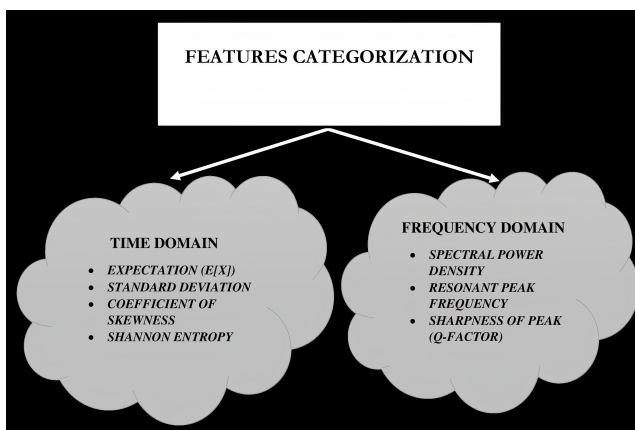 FEATURES CATEGORIZATION
TIME DOMAIN
• EXPECTATION (E[X])
• STANDARD DEVIATION
• COEFFICIENT OF
SKEWNESS
• SHANNON ENTROPY
FREQUENCY DOMAIN
• SPECTRAL POWER
DENSITY
• RESONANT PEAK
FREQUENCY
• SHARPNESS OF PEAK
(Q-FACTOR)